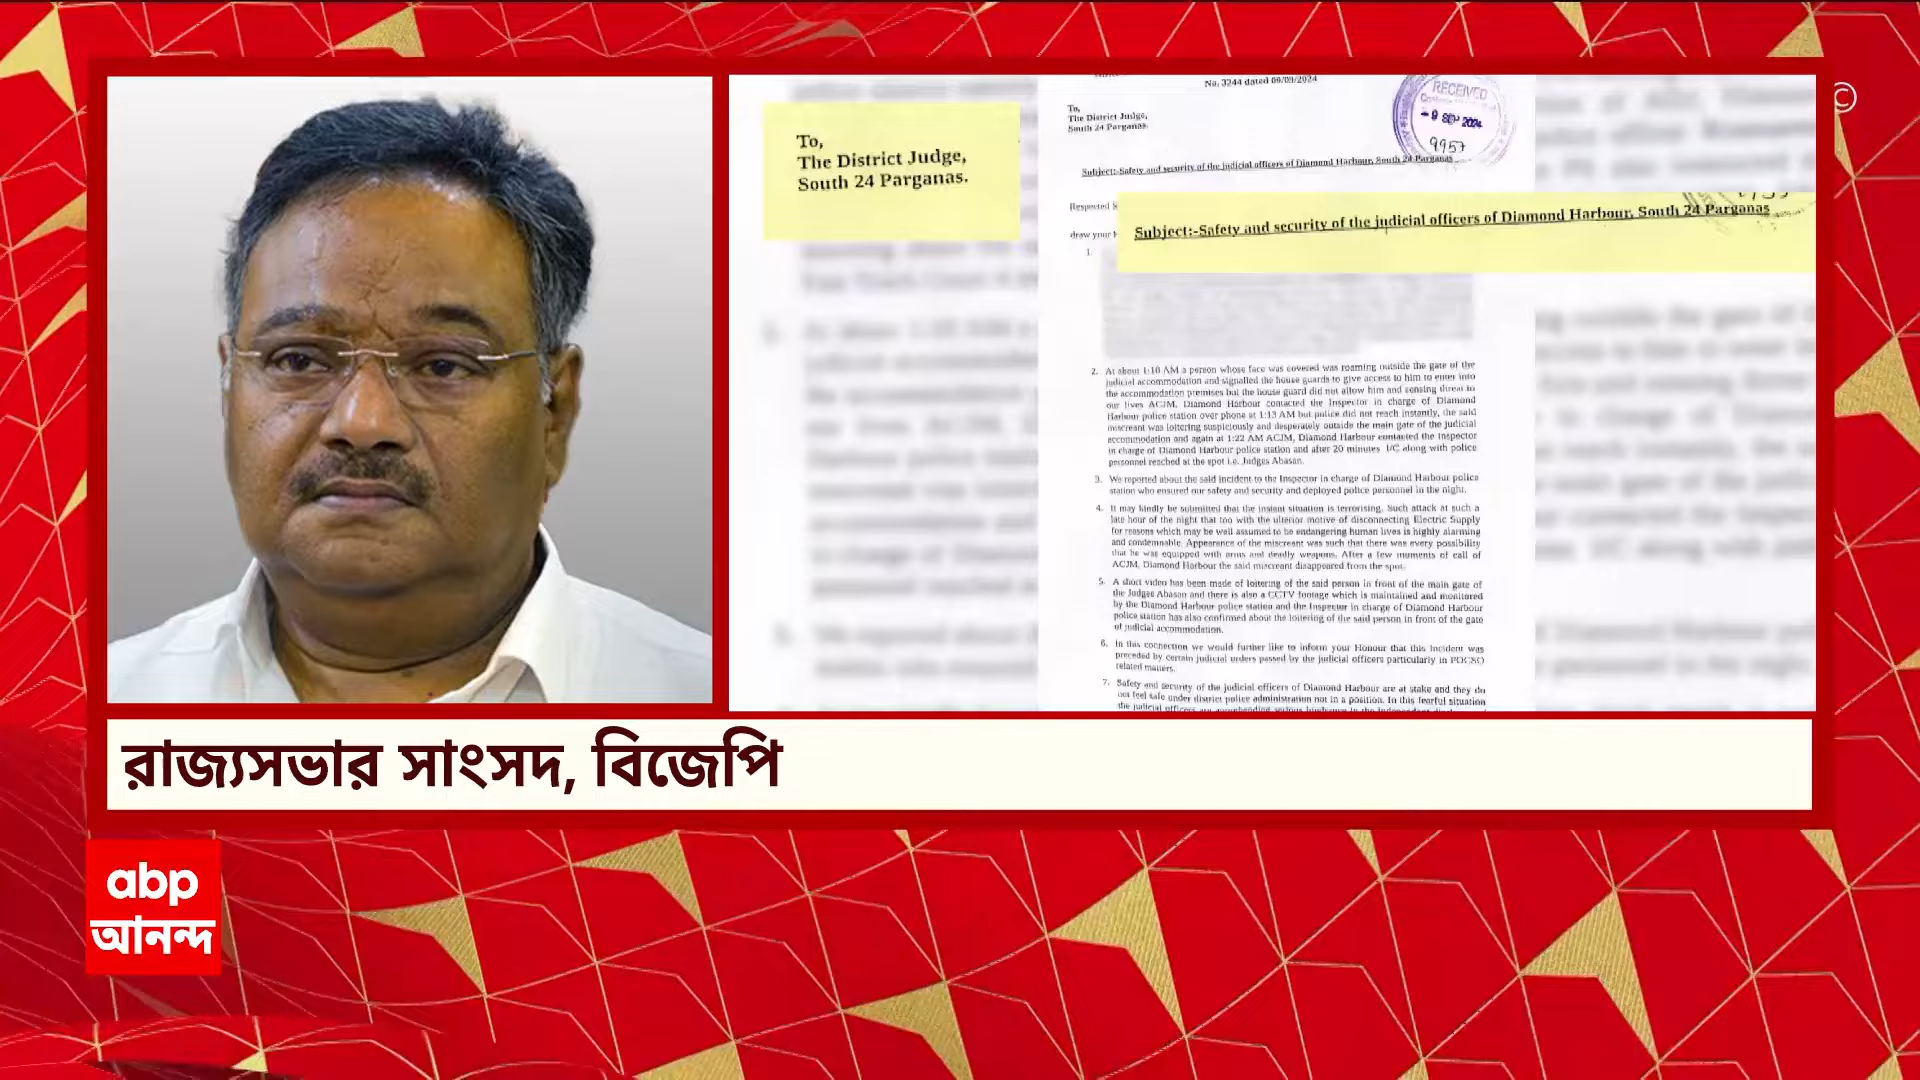 To,
The District Judge,
South 24 Parganas.
No. 3244 dated 09/09/2024
To,
The District Judge,
South 24 Parganas.
RECEIVED
- 9 SEP 2024
9957
Subject:-Safety and security of the judicial officers of Diamond Harbour, South 24 Parganas
Respected S
Subject:-Safety and security of the judicial officers of Diamond Harbour, South 24 Parganas
draw your
1.
2. At about 1:10 AM a person whose face was covered was roaming outside the gate of the
judicial accommodation and signalled the house guards to give access to him to enter into
the accommodation premises but the house guard did not allow him and sensing threat to
our lives ACJM, Diamond Harbour contacted the Inspector in charge of Diamond
Harbour police station over phone at 1:13 AM but police did not reach instantly, the said
miscreant was loitering suspiciously and desperately outside the main gate of the judicial
accommodation and again at 1:22 AM ACJM, Diamond Harbour contacted the Inspector
in charge of Diamond Harbour police station and after 20 minutes I/C along with police
personnel reached at the spot i.e. Judges Abasan.
3. We reported about the said incident to the Inspector in charge of Diamond Harbour police
station who ensured our safety and security and deployed police personnel in the night.
4. It may kindly be submitted that the instant situation is terrorising. Such attack at such a
late hour of the night that too with the ulterior motive of disconnecting Electric Supply
for reasons which may be well assumed to be endangering human lives is highly alarming
and condemnable. Appearance of the miscreant was such that there was every possibility
that he was equipped with arms and deadly weapons. After a few moments of call of
ACJM, Diamond Harbour the said miscreant disappeared from the spot.
5. A short video has been made of loitering of the said person in front of the main gate of
the Judges Abasan and there is also a CCTV footage which is maintained and monitored
by the Diamond Harbour police station and the Inspector in charge of Diamond Harbour
police station has also confirmed about the loitering of the said person in front of the gate
of judicial accommodation.
6. In this connection we would further like to inform your Honour that this incident was
preceded by certain judicial orders passed by the judicial officers particularly in POCSO
related matters.
7. Safety and security of the judicial officers of Diamond Harbour are at stake and they do
not feel safe under district police administration not in a position. In this fearful situation
the judicial officers are apprehending serious hindrance in the
©
রাজ্যসভার সাংসদ, বিজেপি
abp
আনন্দ